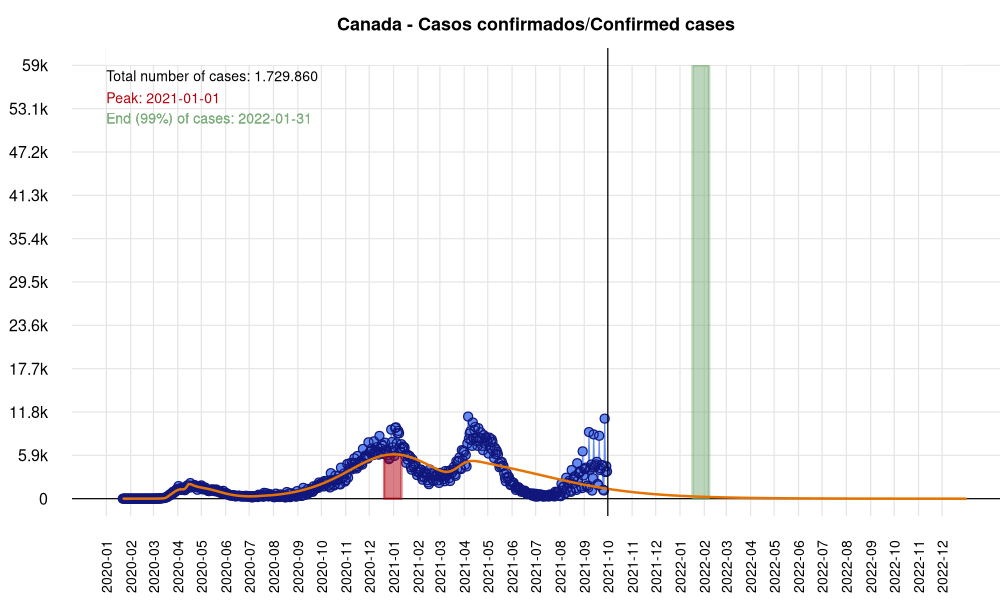 Canada - Casos confirmados/Confirmed cases
Total number of cases: 1.729.860
Peak: 2021-01-01
End (99%) of cases: 2022-01-31
59k
53.1k
47.2k
41.3k
35.4k
29.5k
23.6k
17.7k
11.8k
5.9k
0
2020-01
2020-02
2020-03
2020-04
2020-05
2020-06
2020-07
2020-08
2020-09
2020-10
2020-11
2020-12
2021-01
2021-02
2021-03
2021-04
2021-05
2021-06
2021-07
2021-08
2021-09
2021-10
2021-11
2021-12
2022-01
2022-02
2022-03
2022-04
2022-05
2022-06
2022-07
2022-08
2022-09
2022-10
2022-11
2022-12